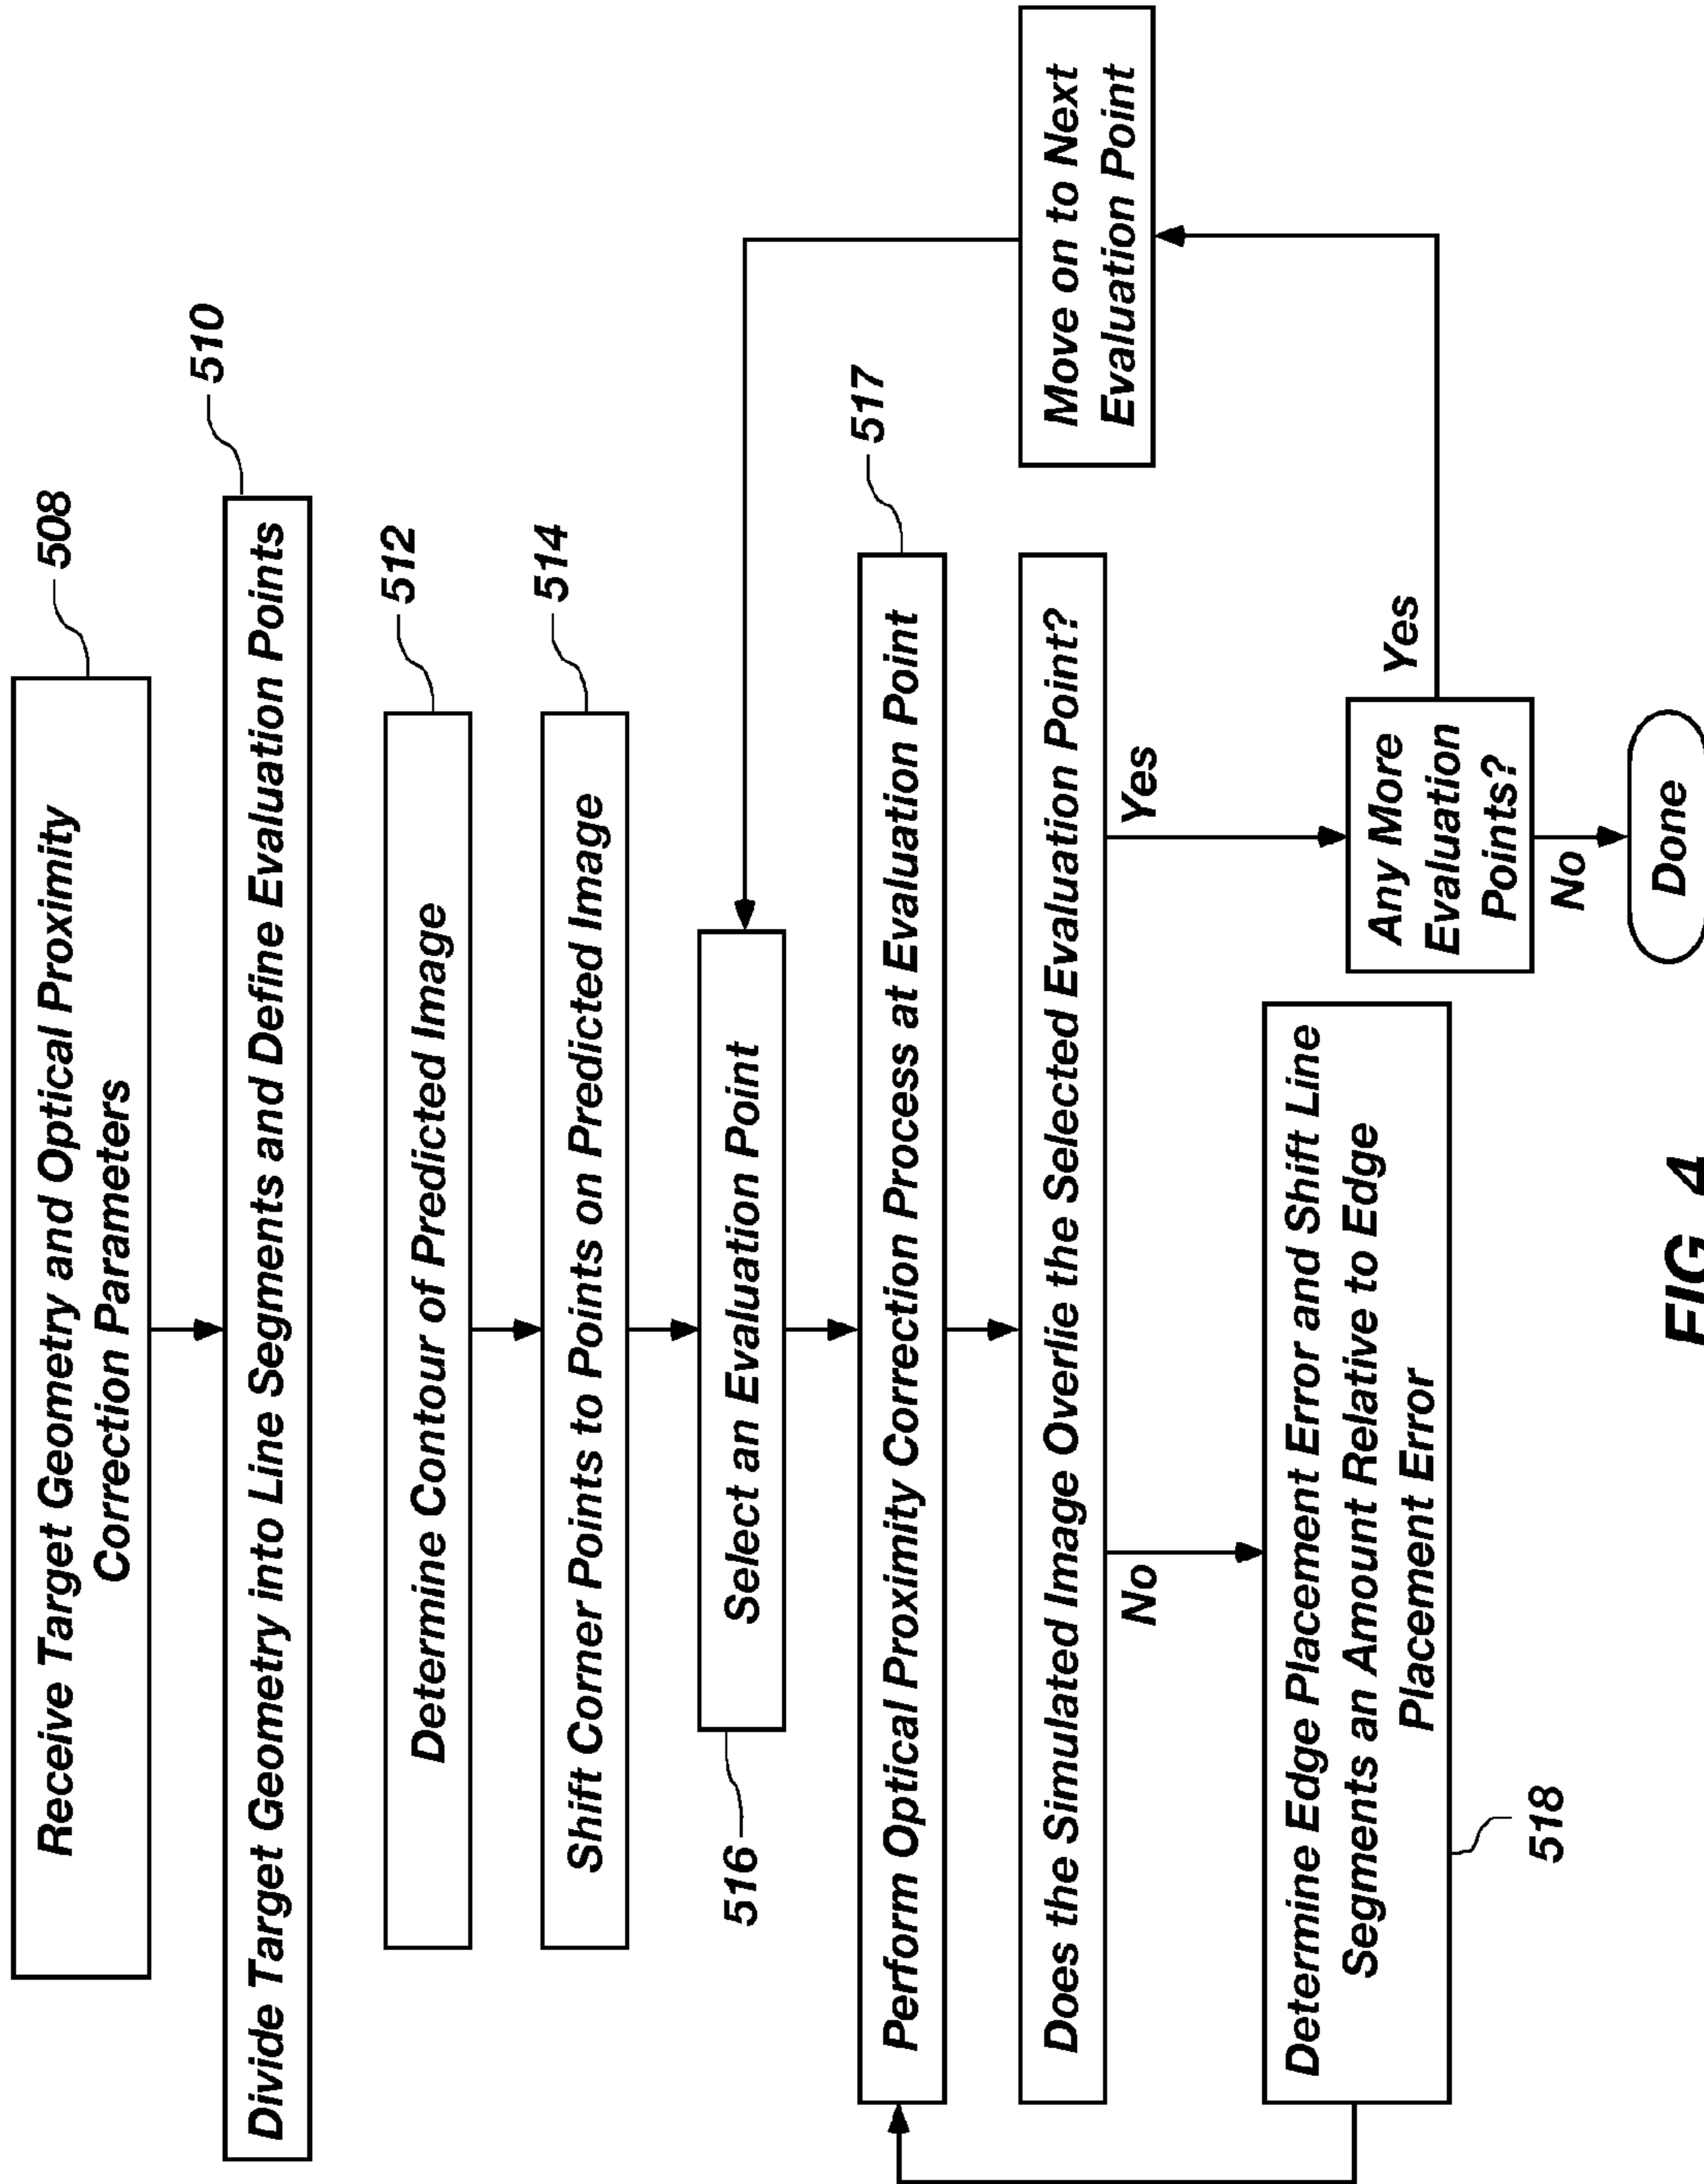 Receive Target Geometry and Optical Proximity
Correction Parameters
508
Divide Target Geometry into Line Segments and Define Evaluation Points
510
Determine Contour of Predicted Image
512
Shift Corner Points to Points on Predicted Image
514
Select an Evaluation Point
516
Perform Optical Proximity Correction Process at Evaluation Point
517
Does the Simulated Image Overlie the Selected Evaluation Point?
Move on to Next
Evaluation Point
No
Yes
Determine Edge Placement Error and Shift Line
Segments an Amount Relative to Edge
Placement Error
518
Any More
Evaluation
Points?
Yes
No
Done
FIG. 4